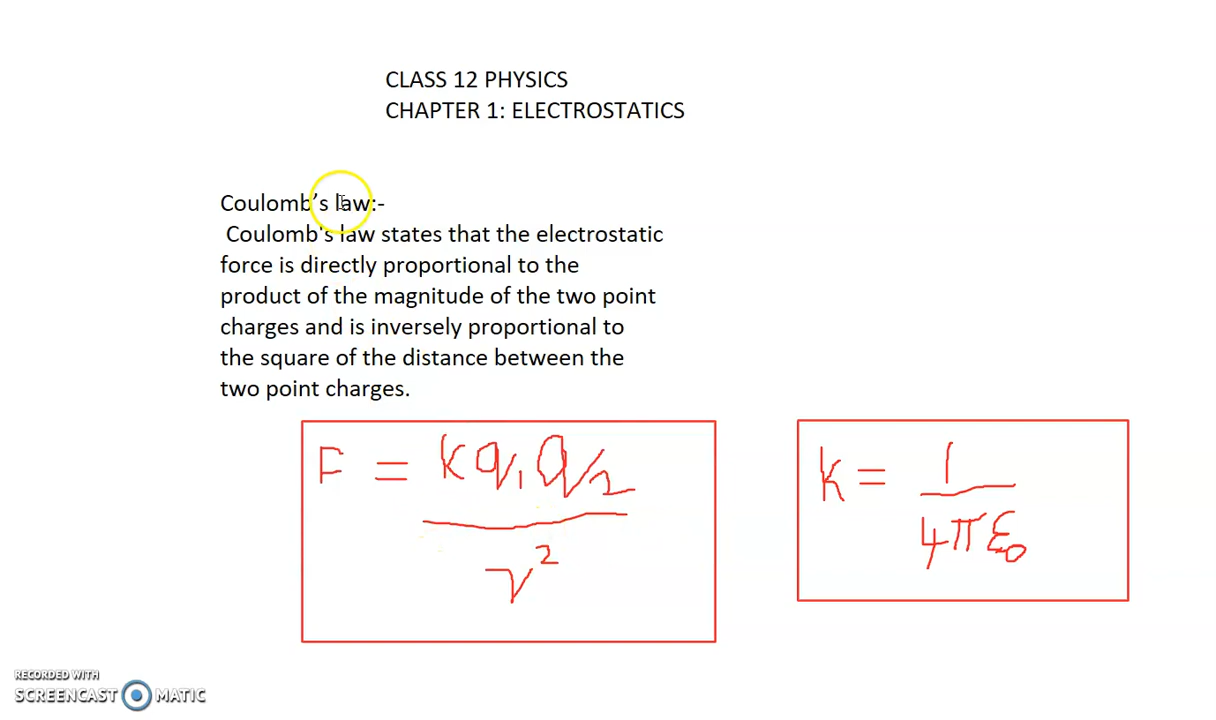 CLASS 12 PHYSICS
CHAPTER 1: ELECTROSTATICS
Coulomb’s law:-
Coulomb's law states that the electrostatic
force is directly proportional to the
product of the magnitude of the two point
charges and is inversely proportional to
the square of the distance between the
two point charges.
F = kq₁q₂
r²
K = 1
4πε₀
RECORDED WITH
SCREENCAST MATIC